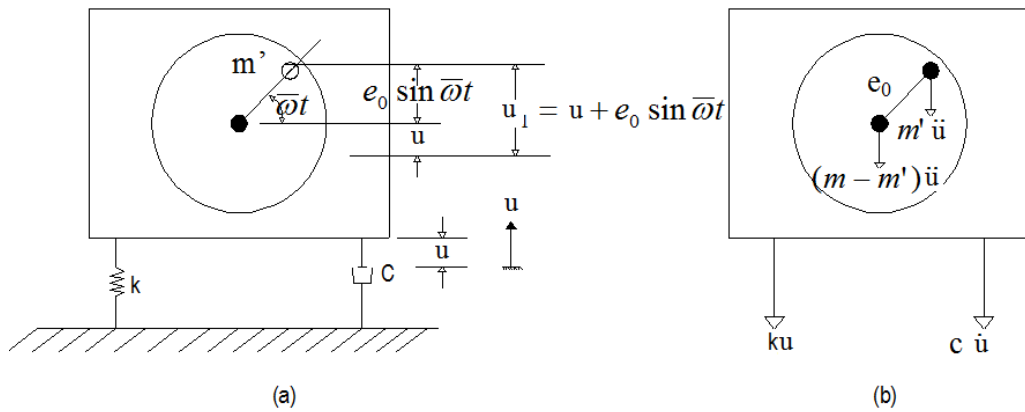 m’
ω̅t
e₀ sin ω̅t
u
u₁ = u + e₀ sin ω̅t
u
u
k
C
(a)
e₀
m' ü
(m − m') ü
ku
c u̇
(b)